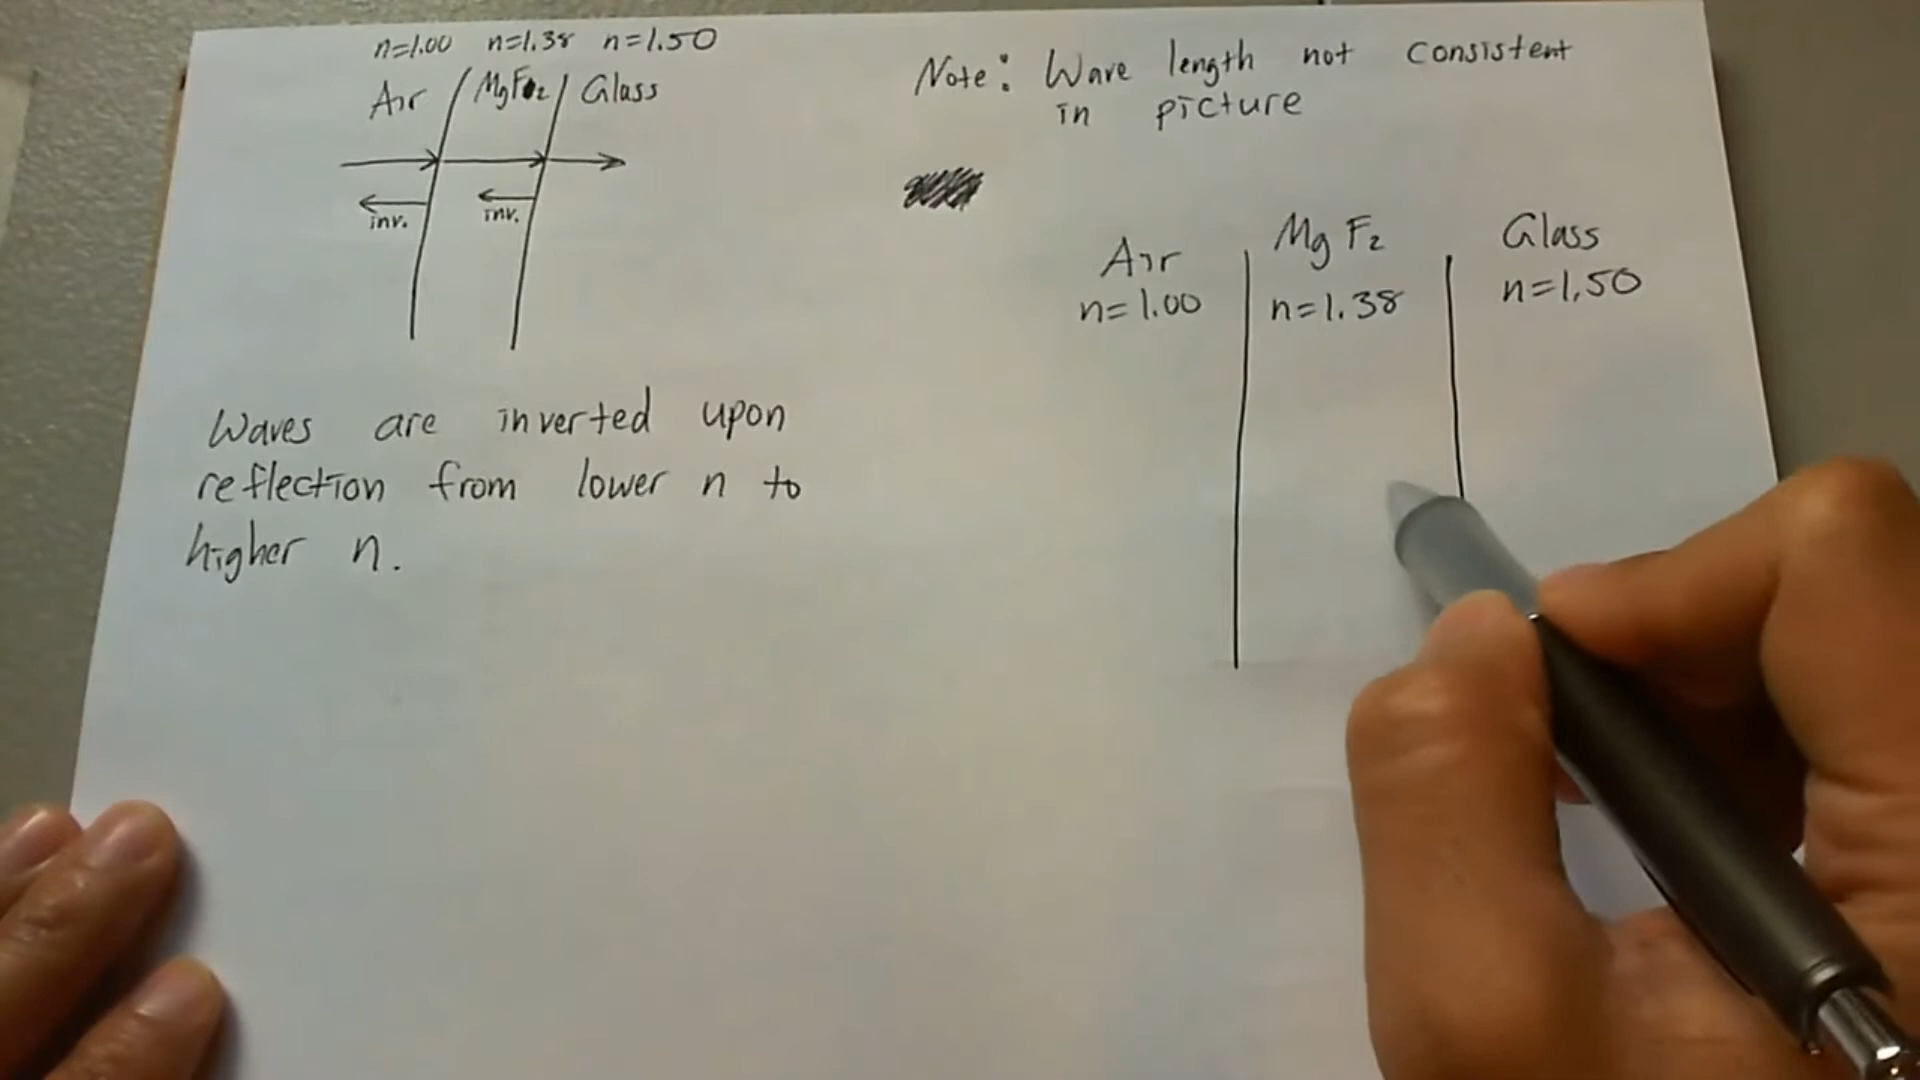 n=1.00 n=1.38 n=1.50
Air MgF2 Glass
inv. inv.
Waves are inverted upon
reflection from lower n to
higher n.
Note: Wave length not consistent
in picture
Air MgF2 Glass
n=1.00 n=1.38 n=1.50